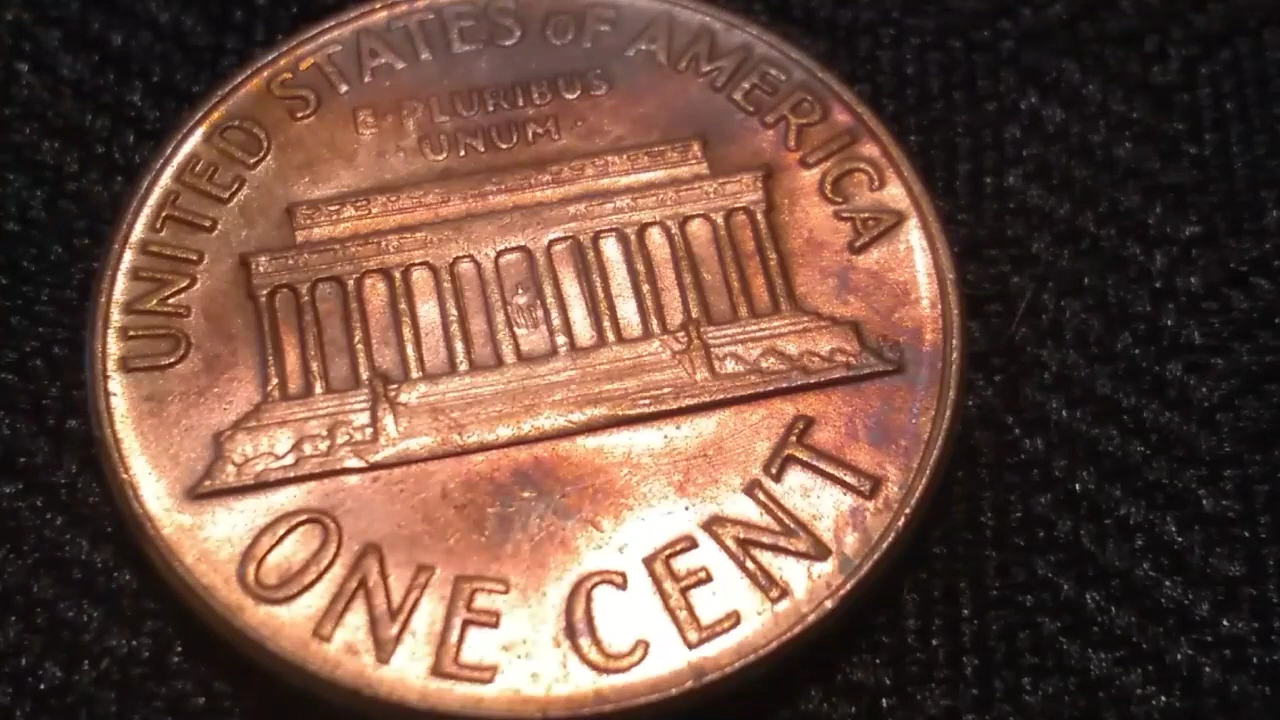 UNITED STATES OF AMERICA
E·PLURIBUS
·UNUM·
ONE CENT